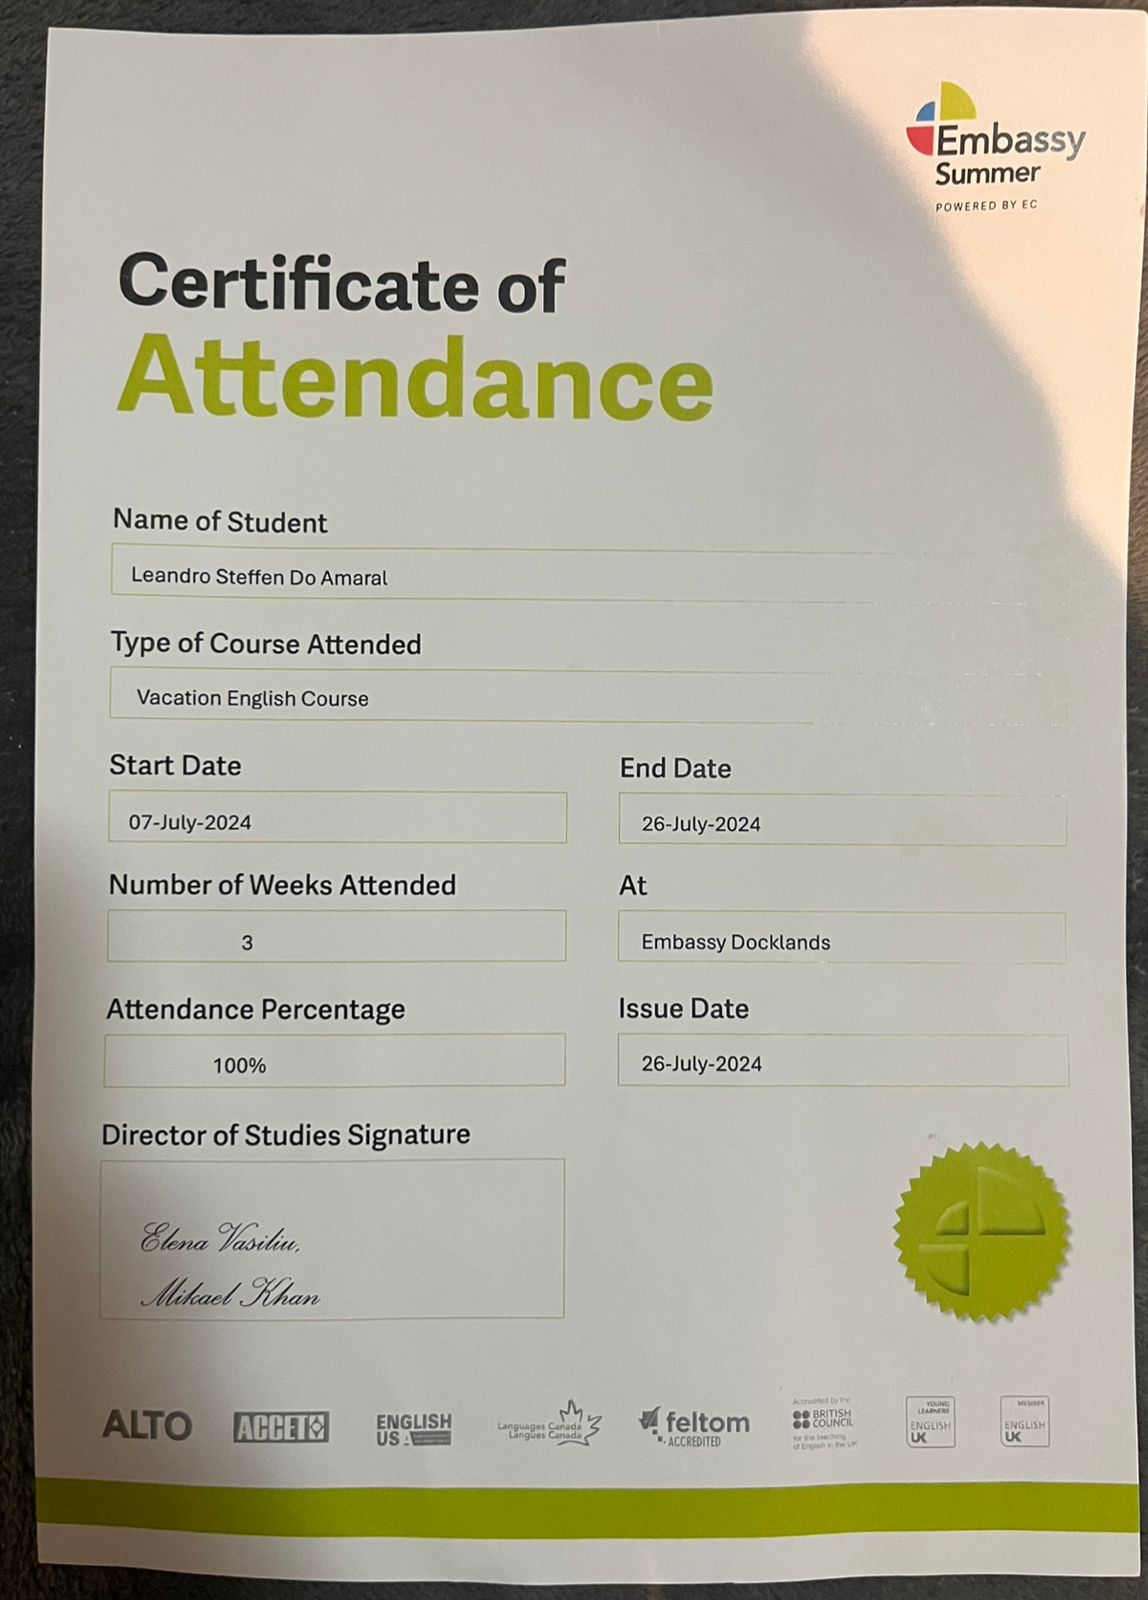 Embassy
Summer
POWERED BY EC
Certificate of
Attendance
Name of Student
Leandro Steffen Do Amaral
Type of Course Attended
Vacation English Course
Start Date
End Date
07-July-2024
26-July-2024
Number of Weeks Attended
At
3
Embassy Docklands
Attendance Percentage
Issue Date
100%
26-July-2024
Director of Studies Signature
Elena Vasiliu,
Mikael Khan
ALTO
ACCET
ENGLISH
US A
Languages Canada
Langues Canada
feltom
ACCREDITED
Accredited by the
BRITISH
COUNCIL
for the teaching
of English in the UK
YOUNG
LEARNERS
ENGLISH
UK
MEMBER
ENGLISH
UK